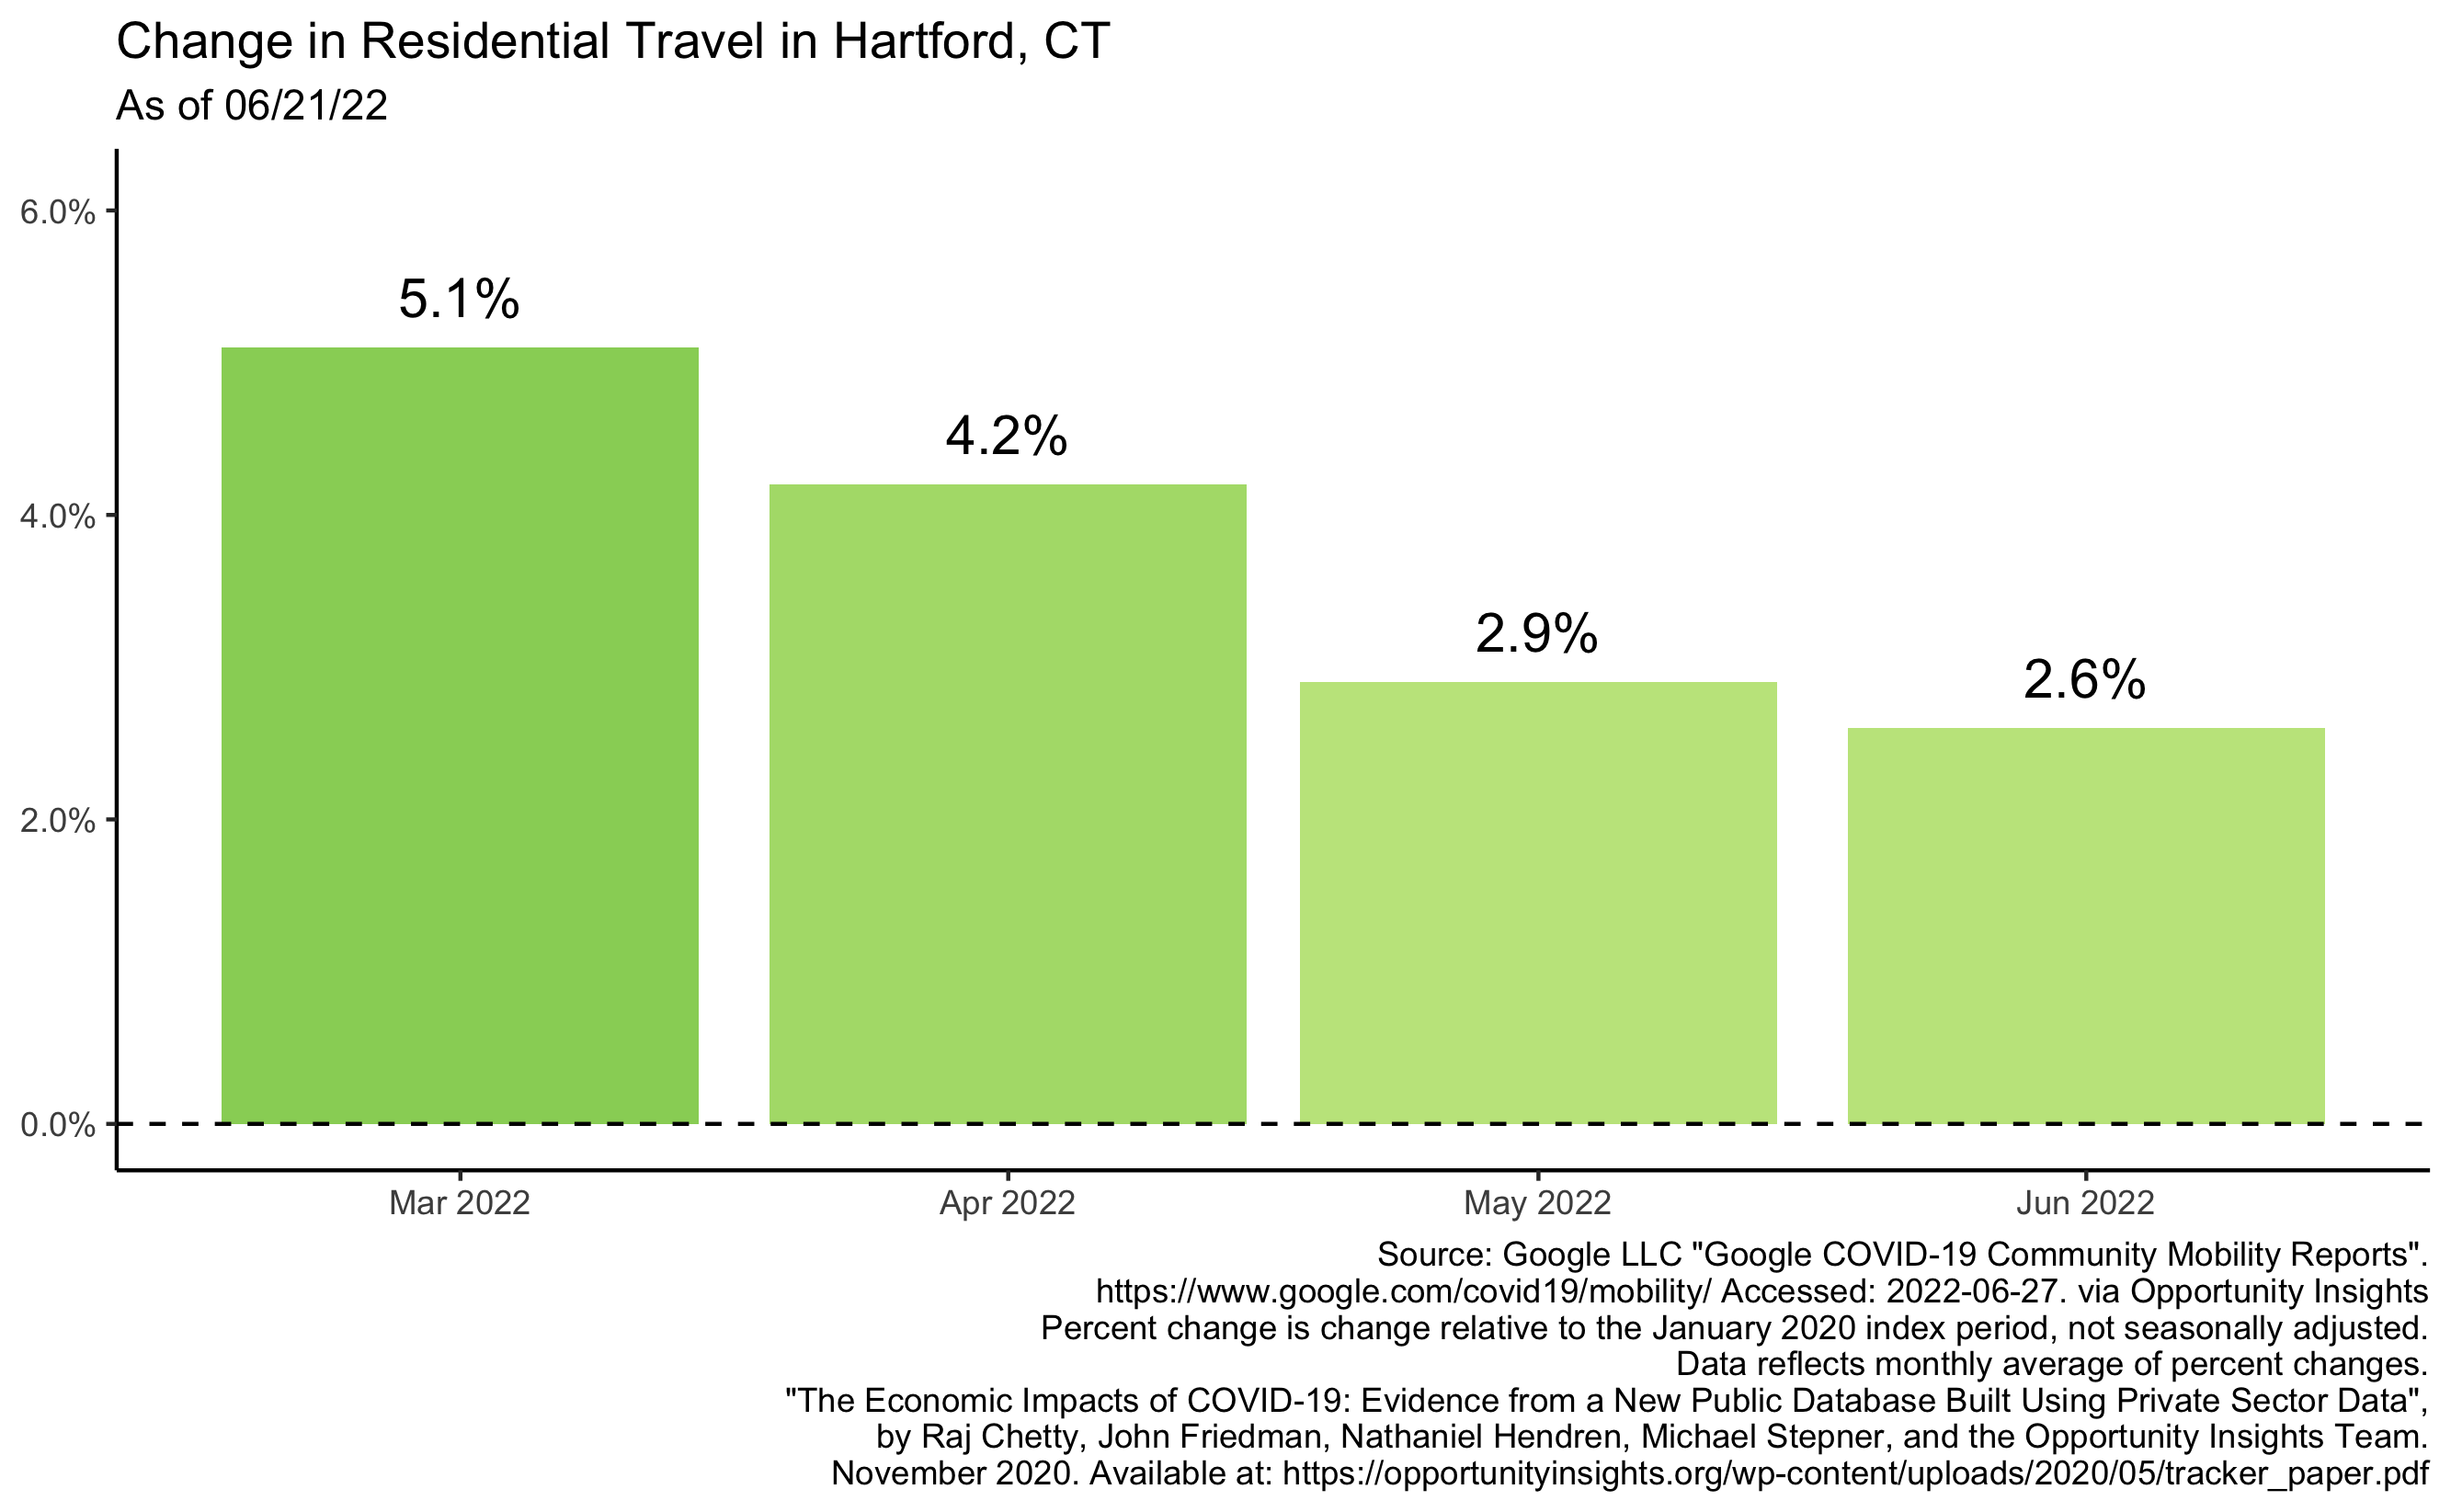 Change in Residential Travel in Hartford, CT
As of 06/21/22
6.0%
4.0%
2.0%
0.0%
5.1%
4.2%
2.9%
2.6%
Mar 2022
Apr 2022
May 2022
Jun 2022
Source: Google LLC "Google COVID-19 Community Mobility Reports".
https://www.google.com/covid19/mobility/ Accessed: 2022-06-27. via Opportunity Insights
Percent change is change relative to the January 2020 index period, not seasonally adjusted.
Data reflects monthly average of percent changes.
"The Economic Impacts of COVID-19: Evidence from a New Public Database Built Using Private Sector Data",
by Raj Chetty, John Friedman, Nathaniel Hendren, Michael Stepner, and the Opportunity Insights Team.
November 2020. Available at: https://opportunityinsights.org/wp-content/uploads/2020/05/tracker_paper.pdf